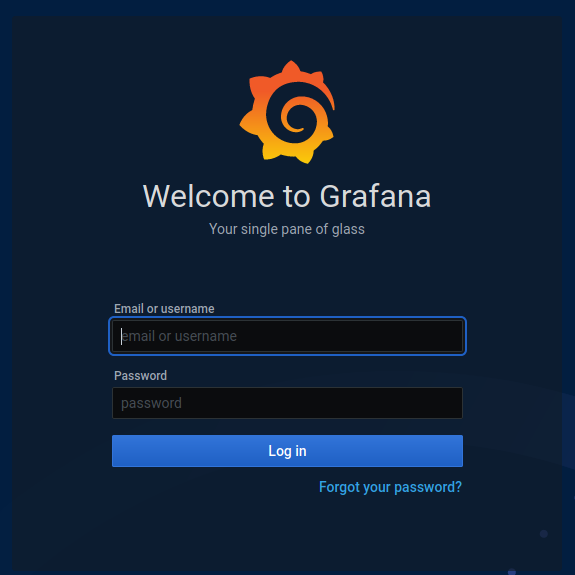 Welcome to Grafana
Your single pane of glass
Email or username
email or username
Password
password
Log in
Forgot your password?